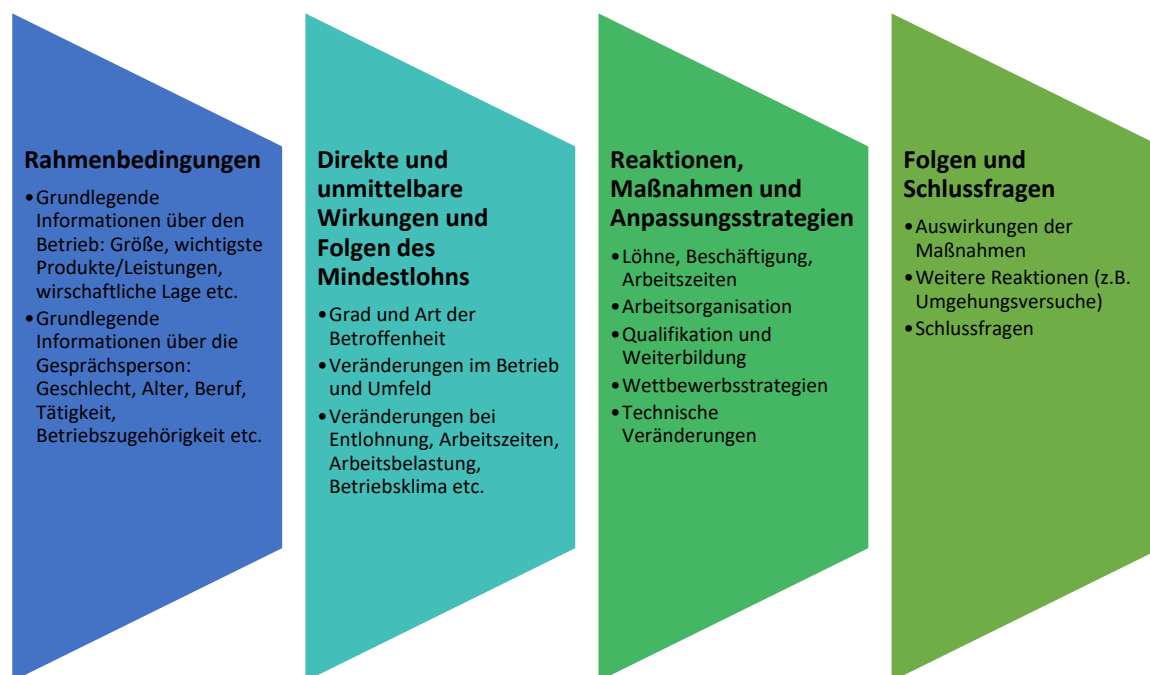 Rahmenbedingungen
•Grundlegende
Informationen über den
Betrieb: Größe, wichtigste
Produkte/Leistungen,
wirschaftliche Lage etc.
•Grundlegende
Informationen über die
Gesprächsperson:
Geschlecht, Alter, Beruf,
Tätigkeit,
Betriebszugehörigkeit etc.
Direkte und
unmittelbare
Wirkungen und
Folgen des
Mindestlohns
•Grad und Art der
Betroffenheit
•Veränderungen im Betrieb
und Umfeld
•Veränderungen bei
Entlohnung, Arbeitszeiten,
Arbeitsbelastung,
Betriebsklima etc.
Reaktionen,
Maßnahmen und
Anpassungsstrategien
•Löhne, Beschäftigung,
Arbeitszeiten
•Arbeitsorganisation
•Qualifikation und
Weiterbildung
•Wettbewerbsstrategien
•Technische
Veränderungen
Folgen und
Schlussfragen
•Auswirkungen der
Maßnahmen
•Weitere Reaktionen (z.B.
Umgehungsversuche)
•Schlussfragen